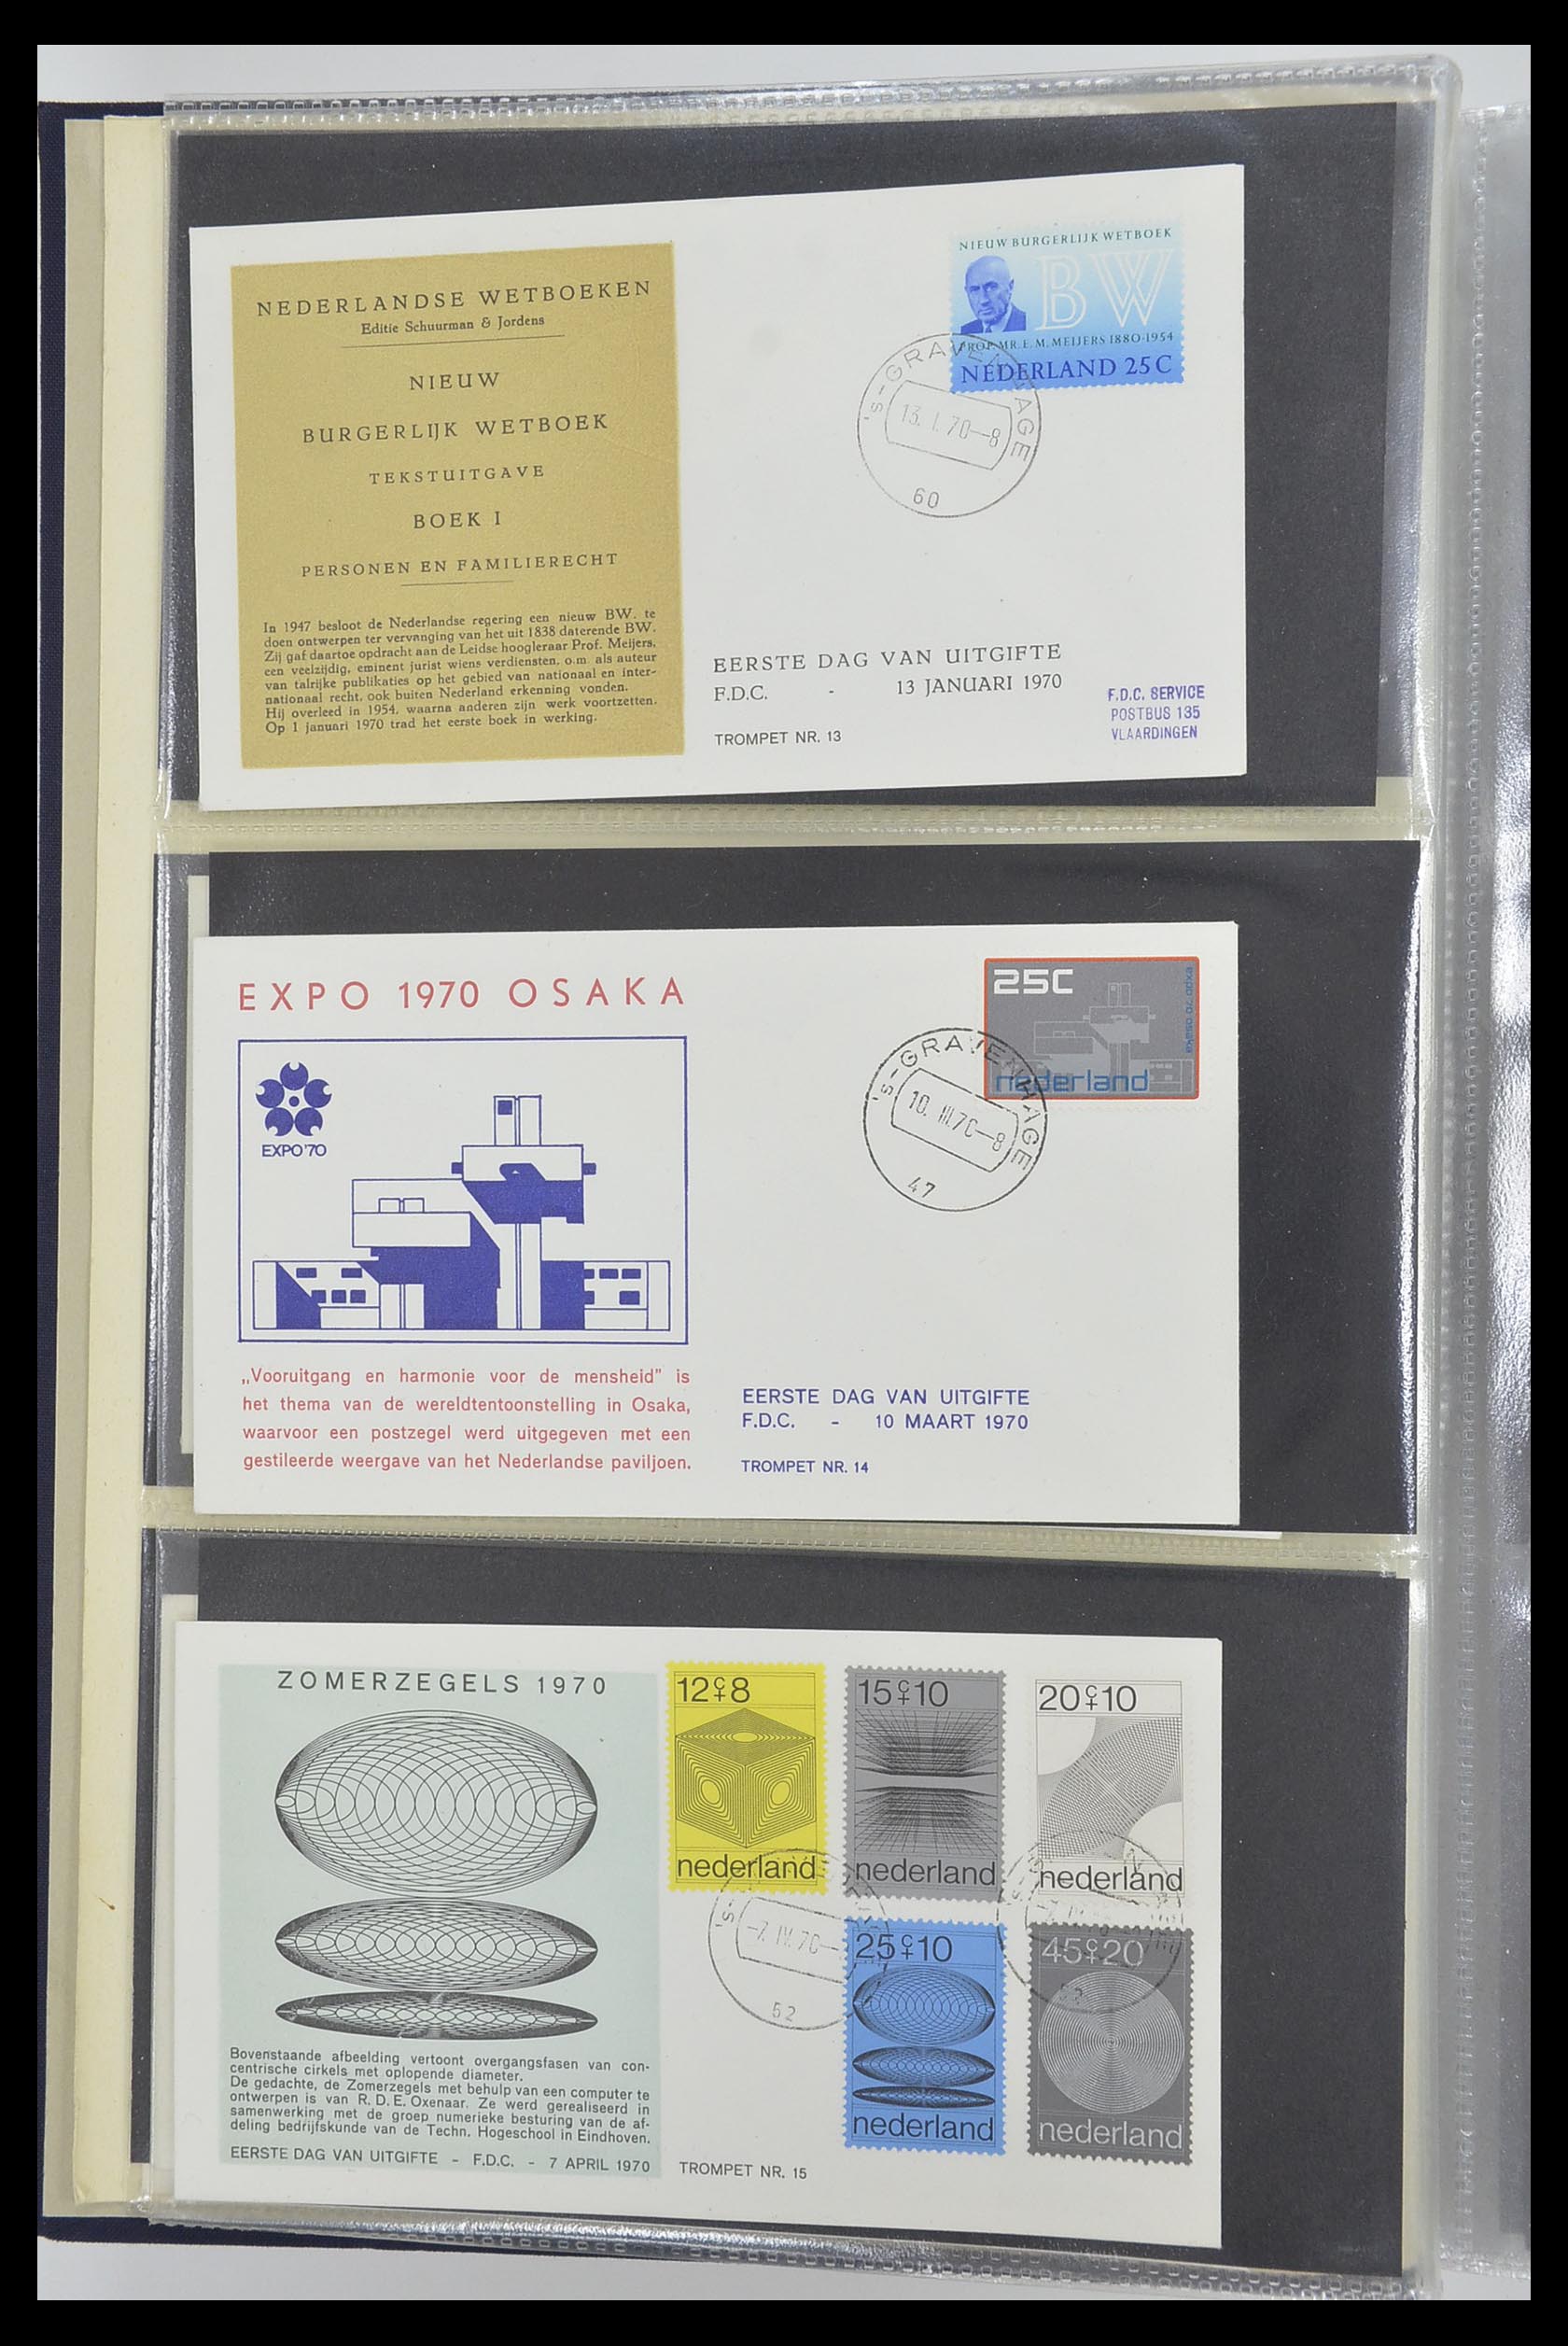 NEDERLANDSE WETBOEKEN
Editie Schuurman & Jordens
NIEUW
BURGERLIJK WETBOEK
TEKSTUITGAVE
BOEK I
PERSONEN EN FAMILIERECHT
In 1947 besloot de Nederlandse regering een nieuw BW. te
doen ontwerpen ter vervanging van het uit 1838 daterende BW.
Zij gaf daartoe opdracht aan de Leidse hoogleraar Prof. Meijers,
een veelzijdig, eminent jurist wiens verdiensten, o.m. als auteur
van talrijke publikaties op het gebied van nationaal en inter-
nationaal recht, ook buiten Nederland erkenning vonden.
Hij overleed in 1954, waarna anderen zijn werk voortzetten.
Op 1 januari 1970 trad het eerste boek in werking.
NIEUW BURGERLIJK WETBOEK
BW
PROF. MR. E. M. MEIJERS 1880-1954
NEDERLAND 25 C
's-GRAVENHAGE
13. I. 70-8
60
EERSTE DAG VAN UITGIFTE
F.D.C. - 13 JANUARI 1970
TROMPET NR. 13
F.D.C. SERVICE
POSTBUS 135
VLAARDINGEN
EXPO 1970 OSAKA
EXPO'70
„Vooruitgang en harmonie voor de mensheid" is
het thema van de wereldtentoonstelling in Osaka,
waarvoor een postzegel werd uitgegeven met een
gestileerde weergave van het Nederlandse paviljoen.
25C
expo 70 osaka
nederland
's-GRAVENHAGE
10. III. 70-8
47
EERSTE DAG VAN UITGIFTE
F.D.C. - 10 MAART 1970
TROMPET NR. 14
ZOMERZEGELS 1970
Bovenstaande afbeelding vertoont overgangsfasen van con-
centrische cirkels met oplopende diameter.
De gedachte, de Zomerzegels met behulp van een computer te
ontwerpen is van R. D. E. Oxenaar. Ze werd gerealiseerd in
samenwerking met de groep numerieke besturing van de af-
deling bedrijfskunde van de Techn. Hogeschool in Eindhoven.
EERSTE DAG VAN UITGIFTE - F.D.C. - 7 APRIL 1970
TROMPET NR. 15
12c+8
nederland
15c+10
nederland
20c+10
nederland
25c+10
nederland
45c+20
nederland
-7. IV. 70-
52